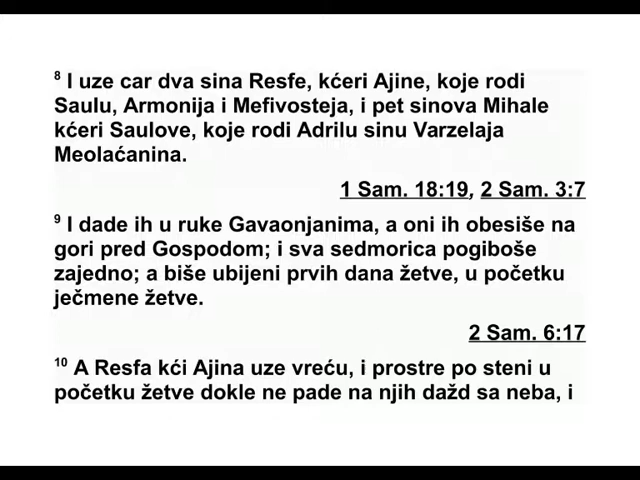 8 I uze car dva sina Resfe, kćeri Ajine, koje rodi
Saulu, Armonija i Mefivosteja, i pet sinova Mihale
kćeri Saulove, koje rodi Adrilu sinu Varzelaja
Meolaćanina.
1 Sam. 18:19, 2 Sam. 3:7
9 I dade ih u ruke Gavaonjanima, a oni ih obesiše na
gori pred Gospodom; i sva sedmorica pogiboše
zajedno; a biše ubijeni prvih dana žetve, u početku
ječmene žetve.
2 Sam. 6:17
10 A Resfa kći Ajina uze vreću, i prostre po steni u
početku žetve dokle ne pade na njih dažd sa neba, i